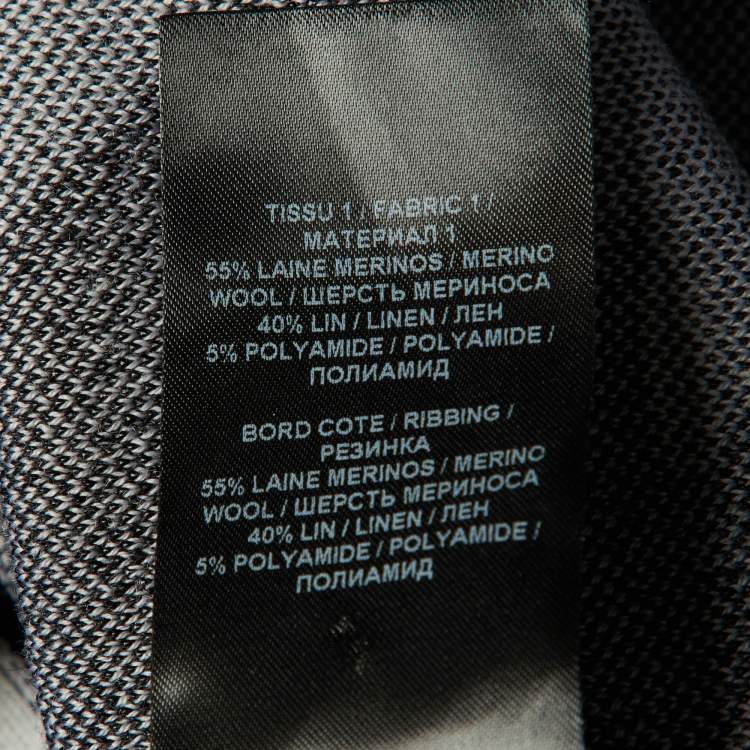 TISSU 1 / FABRIC 1 /
МАТЕРИАЛ 1
55% LAINE MERINOS / MERINO
WOOL / ШЕРСТЬ МЕРИНОСА
40% LIN / LINEN / ЛЕН
5% POLYAMIDE / POLYAMIDE /
ПОЛИАМИД
BORD COTE / RIBBING /
РЕЗИНКА
55% LAINE MERINOS / MERINO
WOOL / ШЕРСТЬ МЕРИНОСА
40% LIN / LINEN / ЛЕН
5% POLYAMIDE / POLYAMIDE /
ПОЛИАМИД